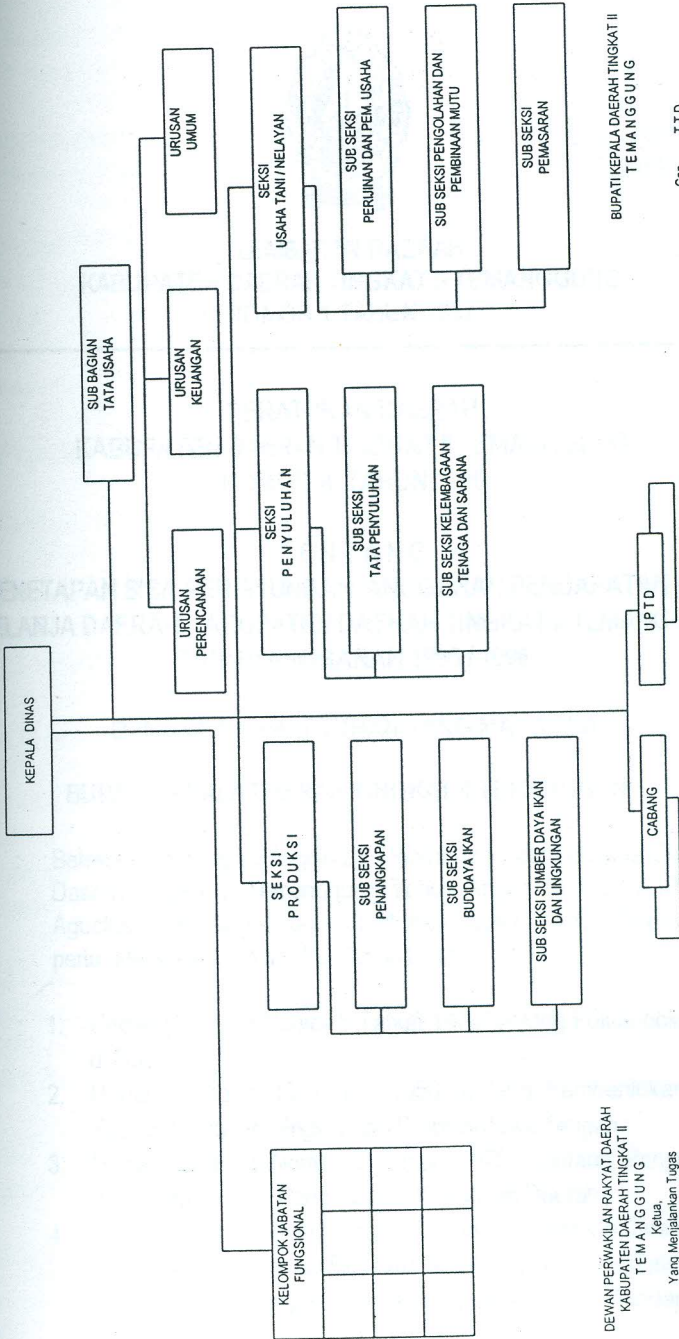 KEPALA DINAS
SUB BAGIAN
TATA USAHA
URUSAN
PERENCANAAN
URUSAN
KEUANGAN
URUSAN
UMUM
KELOMPOK JABATAN
FUNGSIONAL
SEKSI
PRODUKSI
SUB SEKSI
PENANGKAPAN
SUB SEKSI
BUDIDAYA IKAN
SUB SEKSI SUMBER DAYA IKAN
DAN LINGKUNGAN
SEKSI
PENYULUHAN
SUB SEKSI
TATA PENYULUHAN
SUB SEKSI KELEMBAGAAN
TENAGA DAN SARANA
SEKSI
USAHA TANI / NELAYAN
SUB SEKSI
PERIJINAN DAN PEM. USAHA
SUB SEKSI PENGOLAHAN DAN
PEMBINAAN MUTU
SUB SEKSI
PEMASARAN
CABANG
UPTD
DEWAN PERWAKILAN RAKYAT DAERAH
KABUPATEN DAERAH TINGKAT II
TEMANGGUNG
Ketua,
Yang Menjalankan Tugas
BUPATI KEPALA DAERAH TINGKAT II
TEMANGGUNG
Cap T.T.D